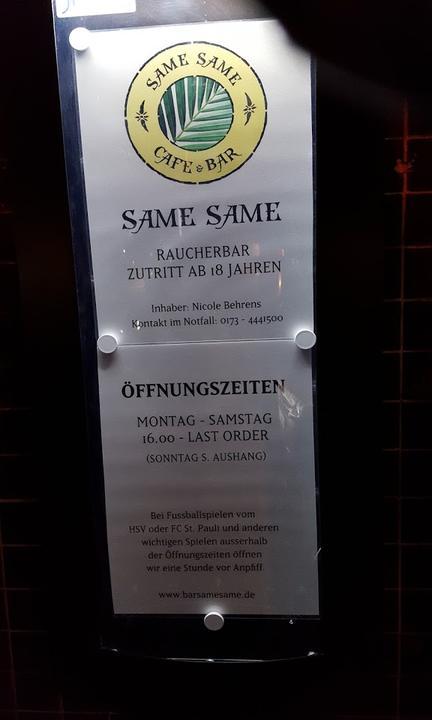 SAME SAME
CAFE & BAR
SAME SAME
RAUCHERBAR
ZUTRITT AB 18 JAHREN
Inhaber: Nicole Behrens
Kontakt im Notfall: 0173 - 4441500
ÖFFNUNGSZEITEN
MONTAG - SAMSTAG
16.00 - LAST ORDER
(SONNTAG S. AUSHANG)
Bei Fussballspielen vom
HSV oder FC St. Pauli und anderen
wichtigen Spielen ausserhalb
der Öffnungszeiten öffnen
wir eine Stunde vor Anpfiff.
www.barsamesame.de